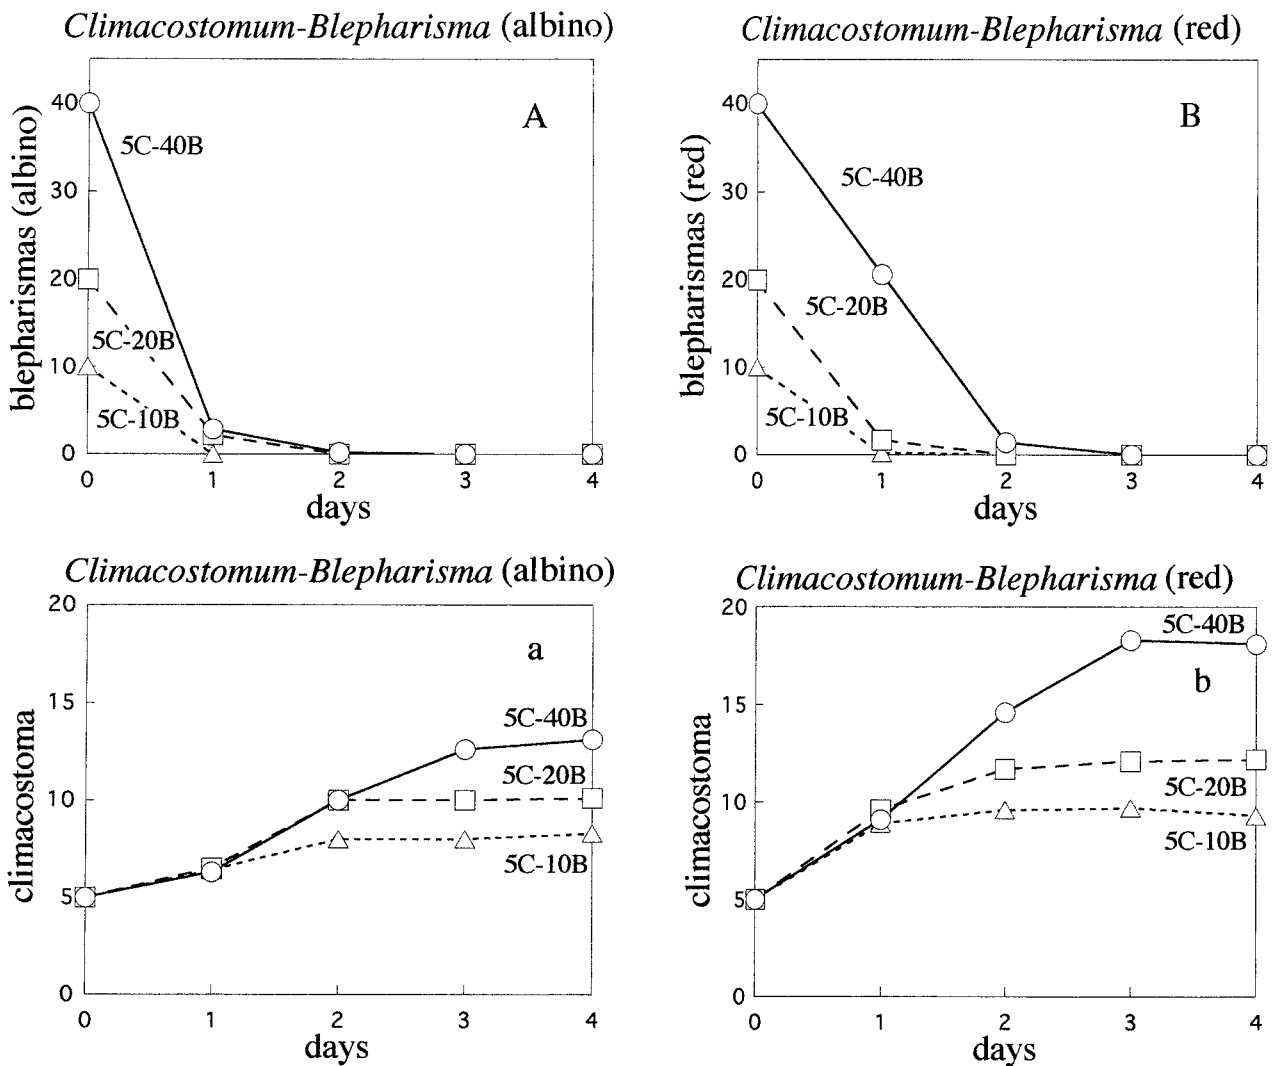 Climacostomum-Blepharisma (albino)
blepharismas (albino)
40
30
20
10
0
A
5C-40B
5C-20B
5C-10B
0 1 2 3 4
days
Climacostomum-Blepharisma (red)
blepharismas (red)
40
30
20
10
0
B
5C-40B
5C-20B
5C-10B
0 1 2 3 4
days
Climacostomum-Blepharisma (albino)
climacostoma
20
15
10
5
0
a
5C-40B
5C-20B
5C-10B
0 1 2 3 4
days
Climacostomum-Blepharisma (red)
climacostoma
20
15
10
5
0
5C-40B
b
5C-20B
5C-10B
0 1 2 3 4
days